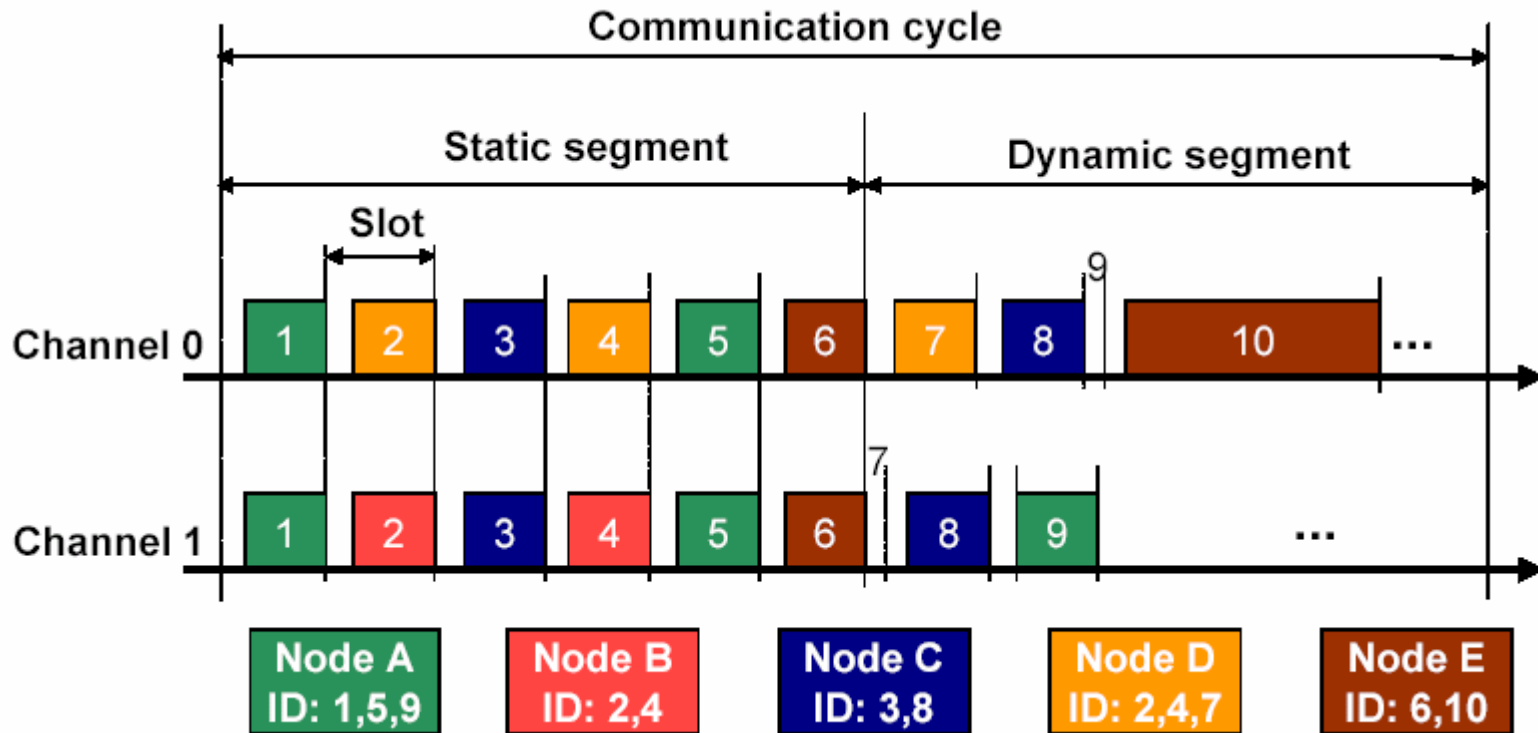 Communication cycle
Static segment
Dynamic segment
Slot
9
Channel 0
1 2 3 4 5 6 7 8 10 ...
7
Channel 1
1 2 3 4 5 6 8 9 ...
Node A
ID: 1,5,9
Node B
ID: 2,4
Node C
ID: 3,8
Node D
ID: 2,4,7
Node E
ID: 6,10